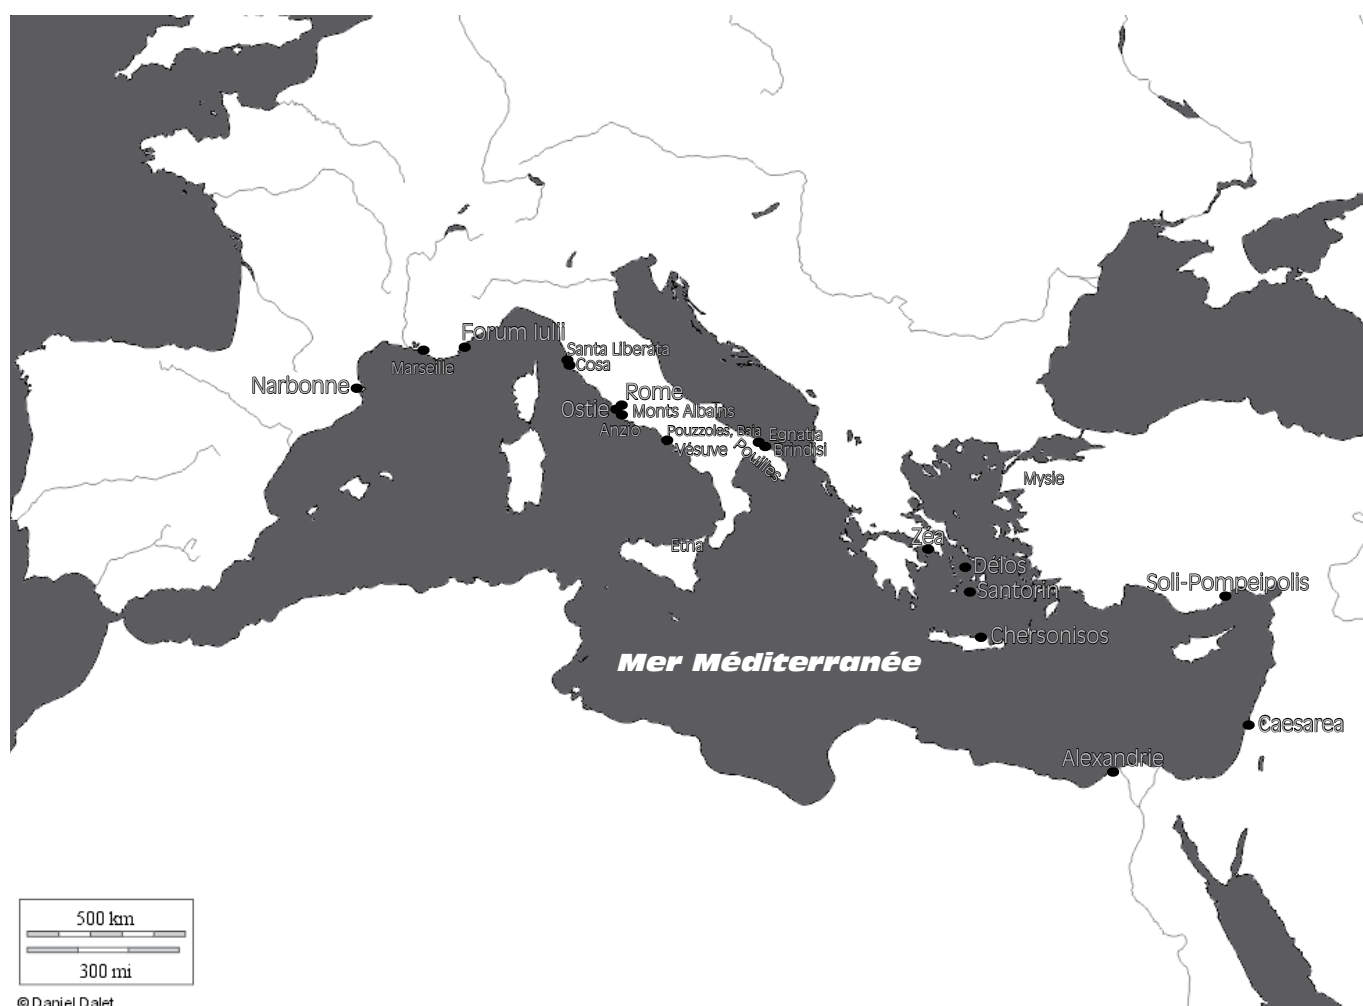 Forum Iulii
Santa Liberata
Marseille
Cosa
Narbonne
Rome
Ostie
Monts Albains
Anzio
Pouzzoles, Baia
Egnatia
Vésuve
Brindisi
Pouilles
Mysie
Zéa
Etna
Délos
Soli-Pompeipolis
Santorin
Chersonisos
Mer Méditerranée
Caesarea
Alexandrie
500 km
300 mi
© Daniel Dalet